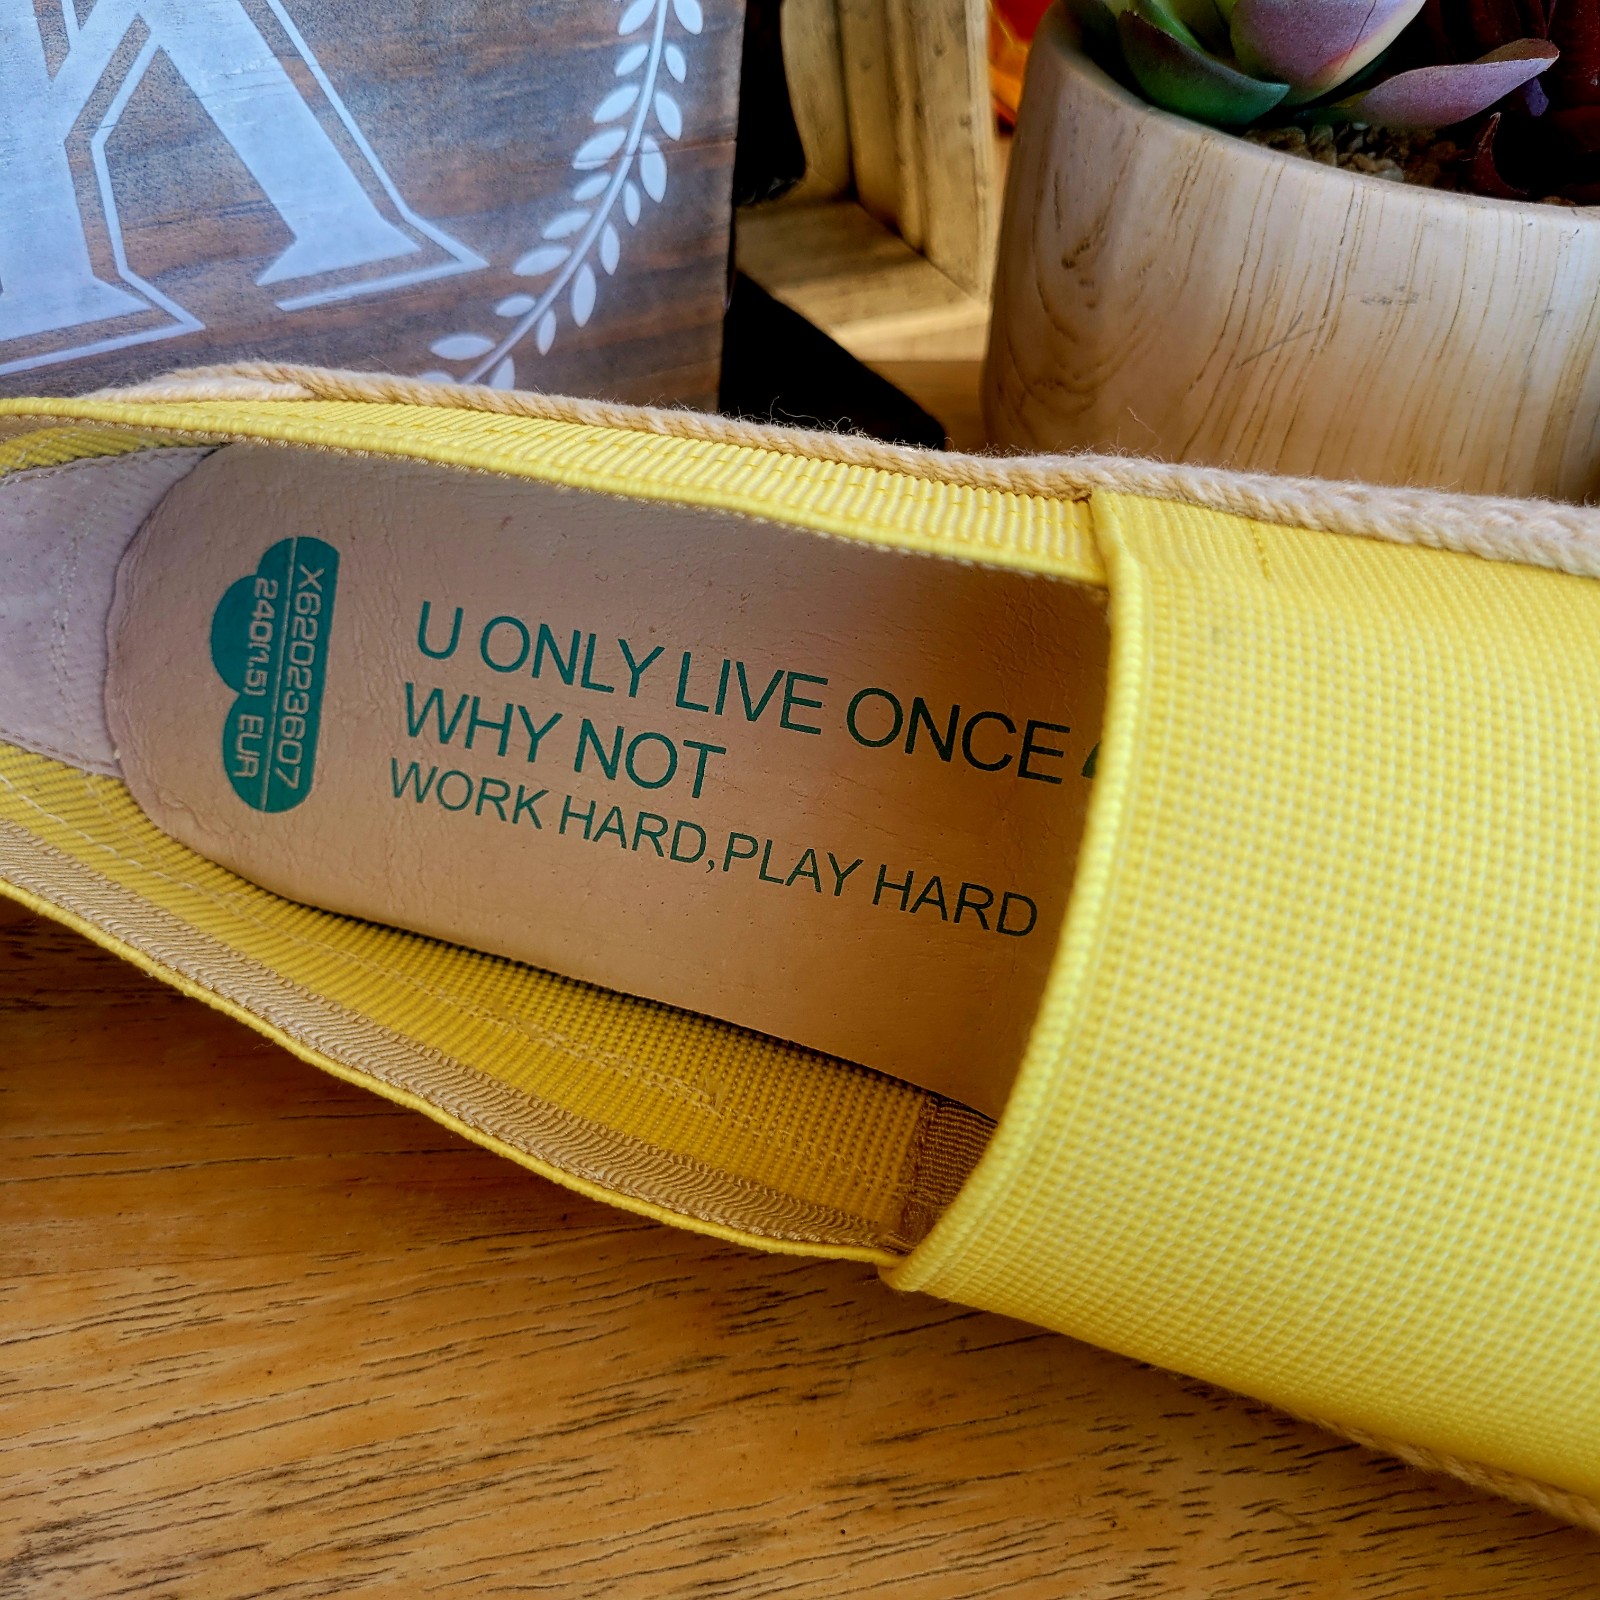 X62023607
240(1.5) EUR
U ONLY LIVE ONCE
WHY NOT
WORK HARD,PLAY HARD